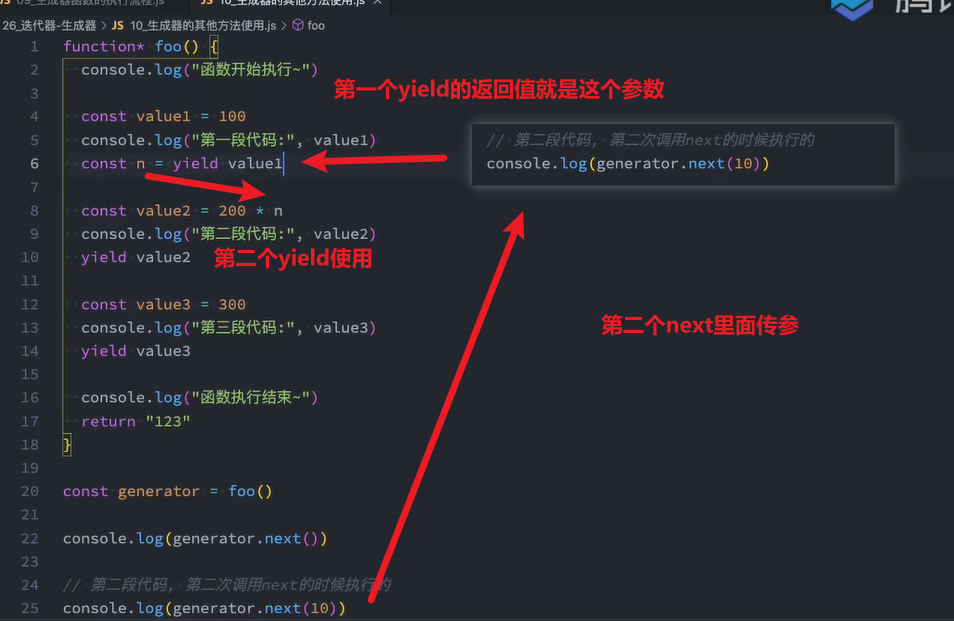 JS 09_生成器函数的执行流程.js
JS 10_生成器的其他方法使用.js ×
26_迭代器-生成器 > JS 10_生成器的其他方法使用.js > foo
1 function* foo() {
2 console.log("函数开始执行~")
3
第一个yield的返回值就是这个参数
4 const value1 = 100
5 console.log("第一段代码:", value1)
6 const n = yield value1
// 第二段代码, 第二次调用next的时候执行的
console.log(generator.next(10))
7
8 const value2 = 200 * n
9 console.log("第二段代码:", value2)
10 yield value2
第二个yield使用
11
12 const value3 = 300
13 console.log("第三段代码:", value3)
第二个next里面传参
14 yield value3
15
16 console.log("函数执行结束~")
17 return "123"
18 }
19
20 const generator = foo()
21
22 console.log(generator.next())
23
24 // 第二段代码, 第二次调用next的时候执行的
25 console.log(generator.next(10))